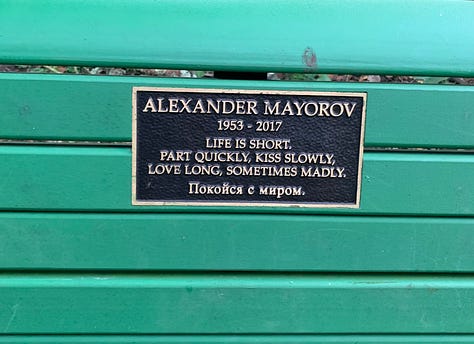 ALEXANDER MAYOROV
1953 - 2017
LIFE IS SHORT.
PART QUICKLY, KISS SLOWLY,
LOVE LONG, SOMETIMES MADLY.
Покойся с миром.